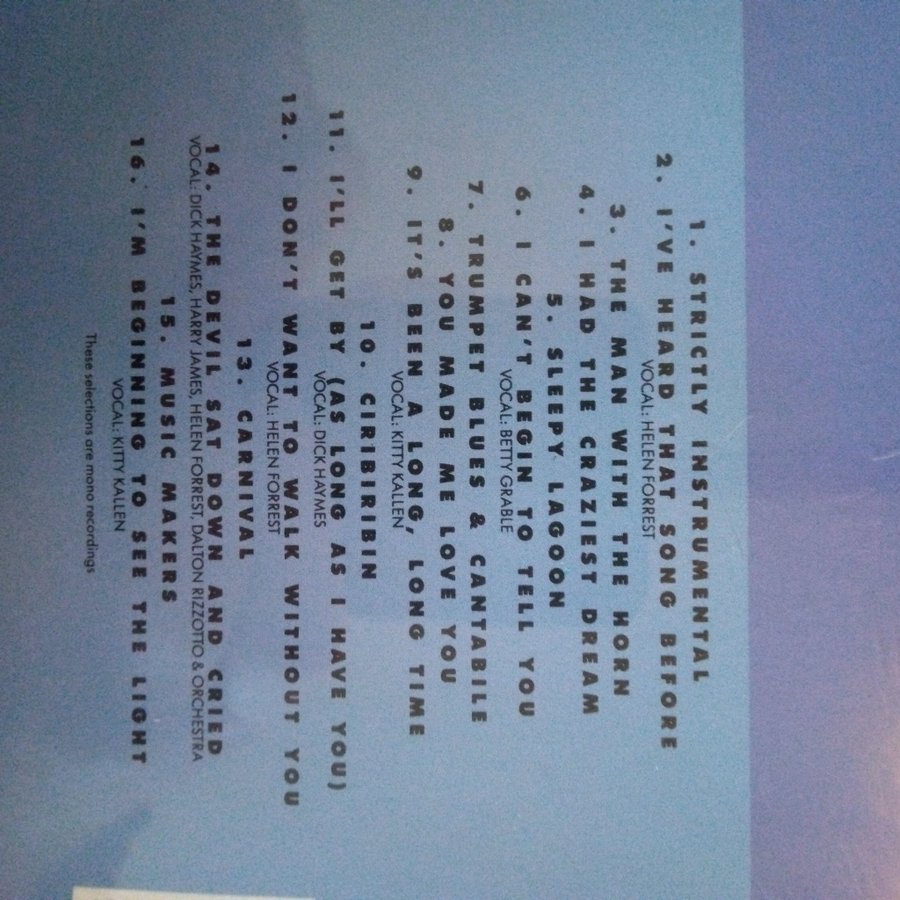 1. STRICTLY INSTRUMENTAL
2. I'VE HEARD THAT SONG BEFORE
VOCAL: HELEN FORREST
3. THE MAN WITH THE HORN
4. I HAD THE CRAZIEST DREAM
5. SLEEPY LAGOON
6. I CAN'T BEGIN TO TELL YOU
VOCAL: BETTY GRABLE
7. TRUMPET BLUES & CANTABILE
8. YOU MADE ME LOVE YOU
9. IT'S BEEN A LONG, LONG TIME
VOCAL: KITTY KALLEN
10. CIRIBIRIBIN
11. I'LL GET BY (AS LONG AS I HAVE YOU)
VOCAL: DICK HAYMES
12. I DON'T WANT TO WALK WITHOUT YOU
VOCAL: HELEN FORREST
13. CARNIVAL
14. THE DEVIL SAT DOWN AND CRIED
VOCAL: DICK HAYMES, HARRY JAMES, HELEN FORREST, DALTON RIZZOTTO & ORCHESTRA
15. MUSIC MAKERS
16. I'M BEGINNING TO SEE THE LIGHT
VOCAL: KITTY KALLEN
These selections are mono recordings